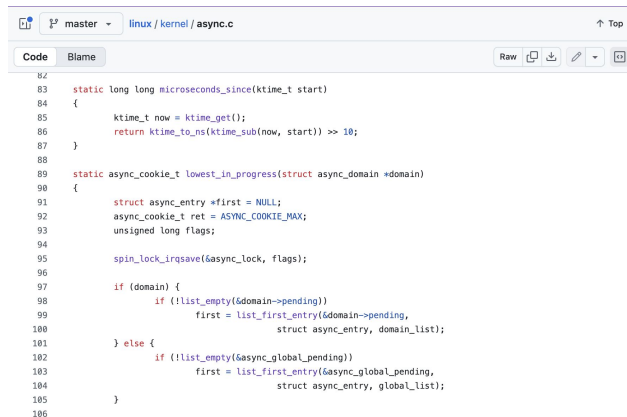 master linux / kernel / async.c Top
Code Blame Raw
82
83 static long long microseconds_since(ktime_t start)
84 {
85 ktime_t now = ktime_get();
86 return ktime_to_ns(ktime_sub(now, start)) >> 10;
87 }
88
89 static async_cookie_t lowest_in_progress(struct async_domain *domain)
90 {
91 struct async_entry *first = NULL;
92 async_cookie_t ret = ASYNC_COOKIE_MAX;
93 unsigned long flags;
94
95 spin_lock_irqsave(&async_lock, flags);
96
97 if (domain) {
98 if (!list_empty(&domain->pending))
99 first = list_first_entry(&domain->pending,
100 struct async_entry, domain_list);
101 } else {
102 if (!list_empty(&async_global_pending))
103 first = list_first_entry(&async_global_pending,
104 struct async_entry, global_list);
105 }
106